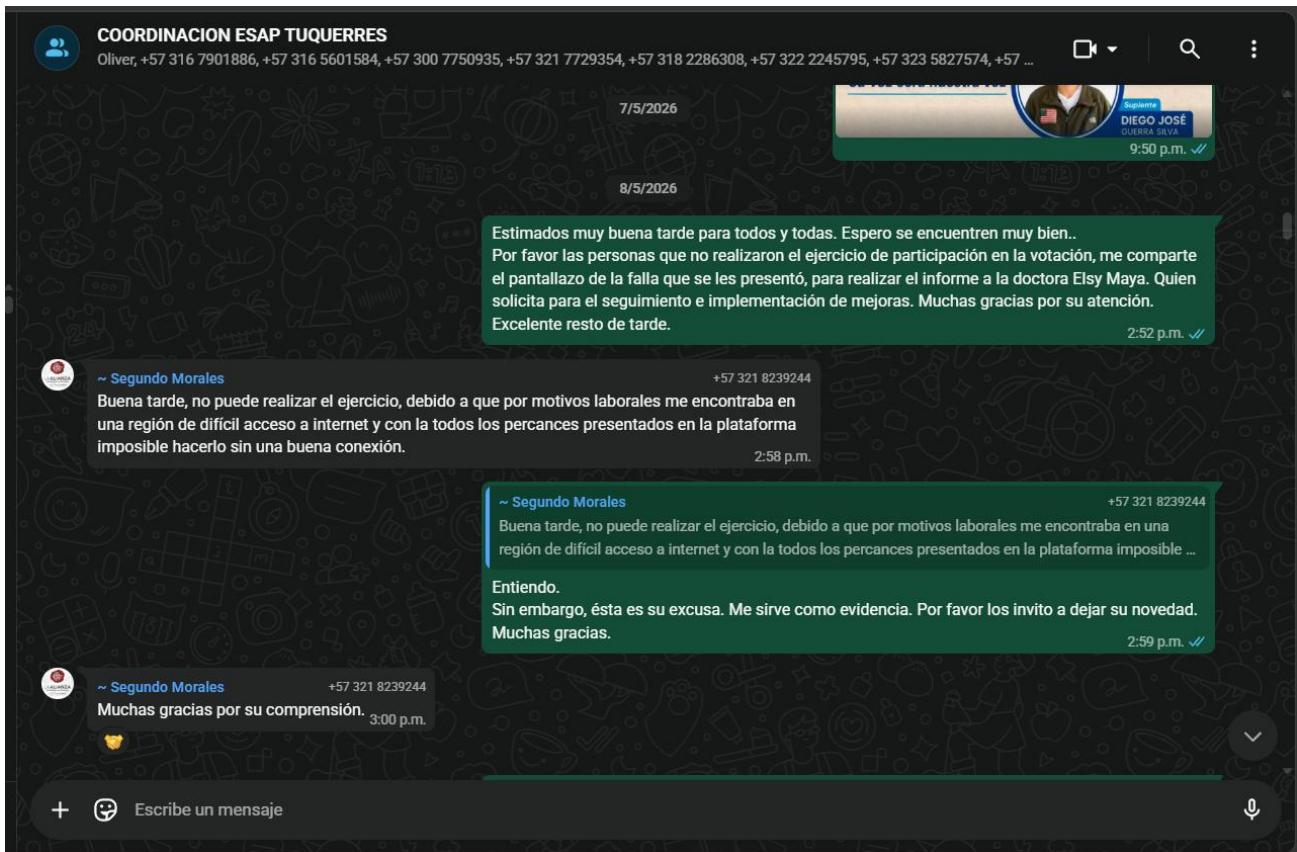 COORDINACION ESAP TUQUERRES
Oliver, +57 316 7901886, +57 316 5601584, +57 300 7750935, +57 321 7729354, +57 318 2286308, +57 322 2245795, +57 323 5827574, +57 ...
7/5/2026
Suplente
DIEGO JOSÉ
GUERRA SILVA
9:50 p.m.
8/5/2026
Estimados muy buena tarde para todos y todas. Espero se encuentren muy bien..
Por favor las personas que no realizaron el ejercicio de participación en la votación, me comparte
el pantallazo de la falla que se les presentó, para realizar el informe a la doctora Elsy Maya. Quien
solicita para el seguimiento e implementación de mejoras. Muchas gracias por su atención.
Excelente resto de tarde.
2:52 p.m.
~ Segundo Morales +57 321 8239244
Buena tarde, no puede realizar el ejercicio, debido a que por motivos laborales me encontraba en
una región de difícil acceso a internet y con la todos los percances presentados en la plataforma
imposible hacerlo sin una buena conexión.
2:58 p.m.
~ Segundo Morales +57 321 8239244
Buena tarde, no puede realizar el ejercicio, debido a que por motivos laborales me encontraba en una
región de difícil acceso a internet y con la todos los percances presentados en la plataforma imposible ...
Entiendo.
Sin embargo, ésta es su excusa. Me sirve como evidencia. Por favor los invito a dejar su novedad.
Muchas gracias.
2:59 p.m.
~ Segundo Morales +57 321 8239244
Muchas gracias por su comprensión. 3:00 p.m.
Escribe un mensaje